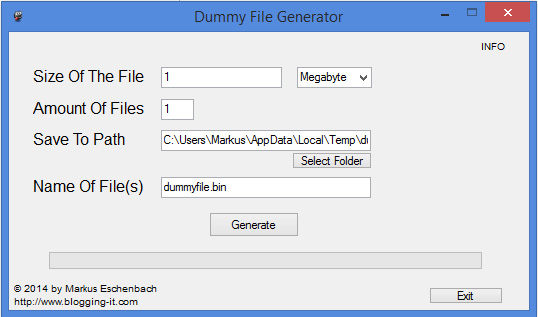 Dummy File Generator
INFO
Size Of The File 1 Megabyte
Amount Of Files 1
Save To Path C:\Users\Markus\AppData\Local\Temp\du
Select Folder
Name Of File(s) dummyfile.bin
Generate
© 2014 by Markus Eschenbach
http://www.blogging-it.com
Exit